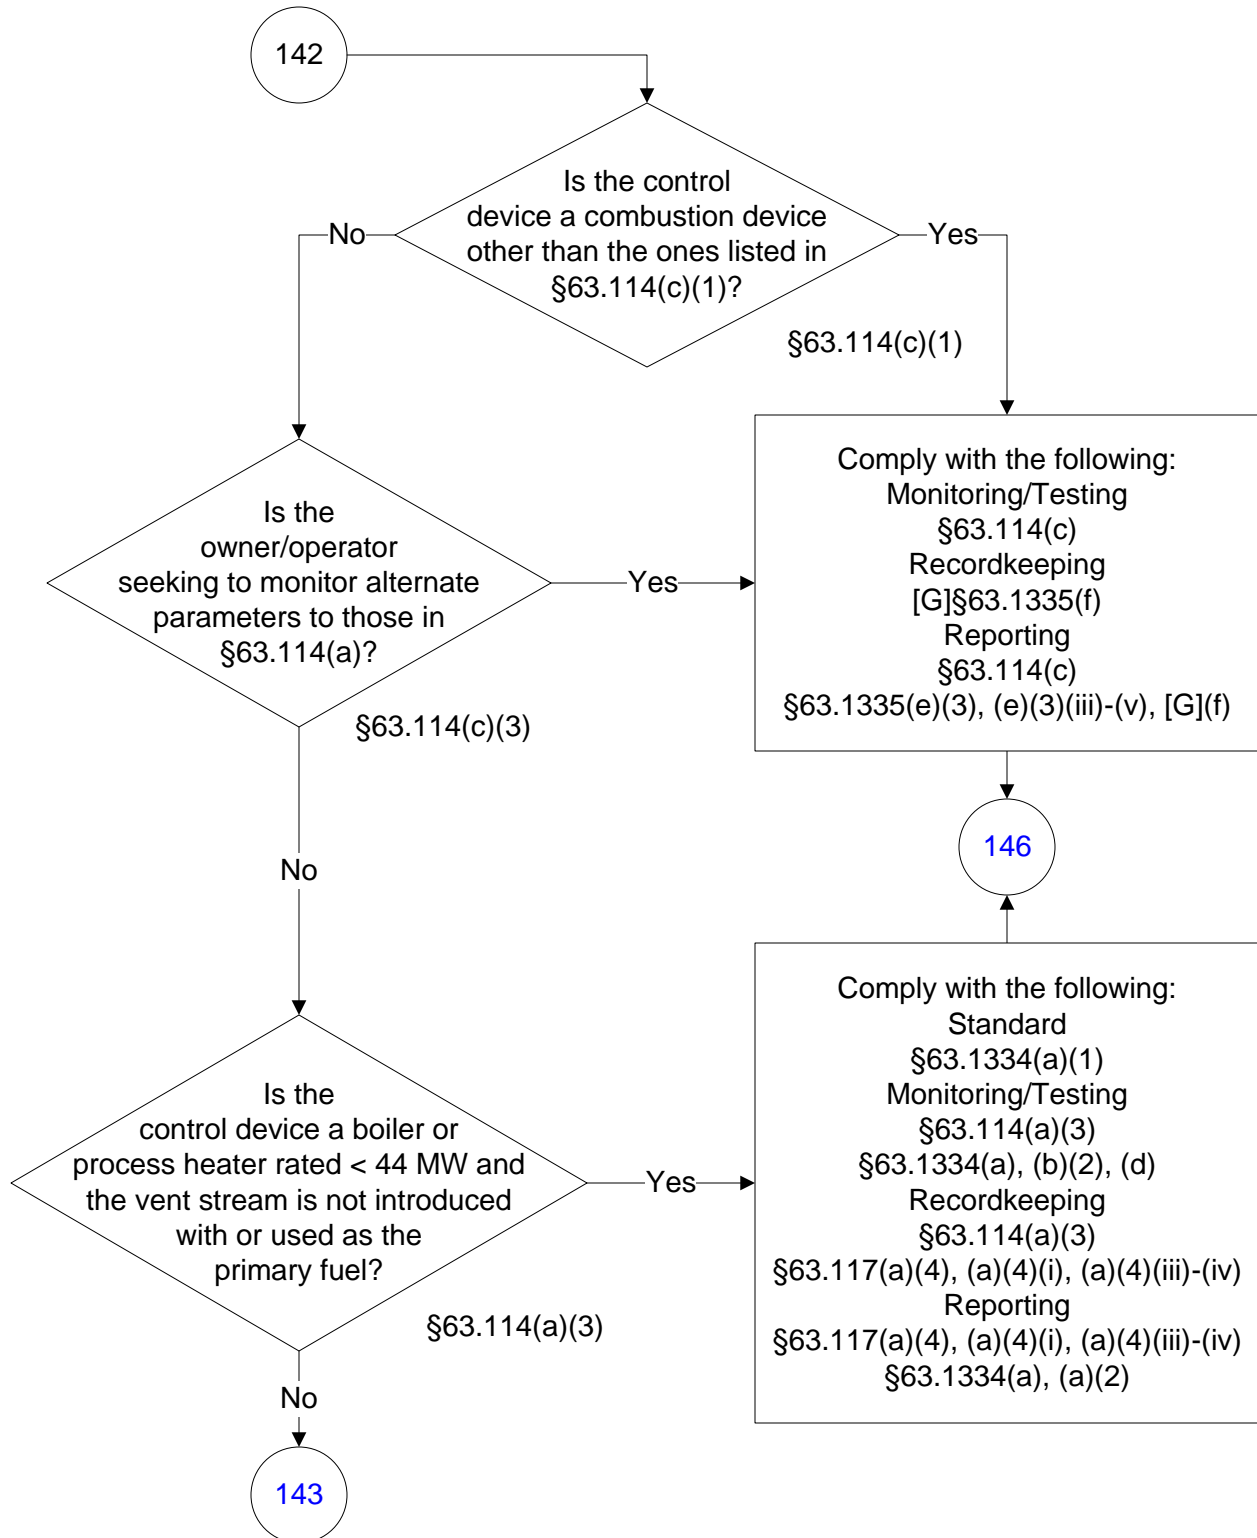 142
Is the control
device a combustion device
other than the ones listed in
§63.114(c)(1)?
No
Yes
§63.114(c)(1)
Is the
owner/operator
seeking to monitor alternate
parameters to those in
§63.114(a)?
Yes
§63.114(c)(3)
Comply with the following:
Monitoring/Testing
§63.114(c)
Recordkeeping
[G]§63.1335(f)
Reporting
§63.114(c)
§63.1335(e)(3), (e)(3)(iii)-(v), [G](f)
146
No
Is the
control device a boiler or
process heater rated < 44 MW and
the vent stream is not introduced
with or used as the
primary fuel?
Yes
§63.114(a)(3)
Comply with the following:
Standard
§63.1334(a)(1)
Monitoring/Testing
§63.114(a)(3)
§63.1334(a), (b)(2), (d)
Recordkeeping
§63.114(a)(3)
§63.117(a)(4), (a)(4)(i), (a)(4)(iii)-(iv)
Reporting
§63.117(a)(4), (a)(4)(i), (a)(4)(iii)-(iv)
§63.1334(a), (a)(2)
No
143